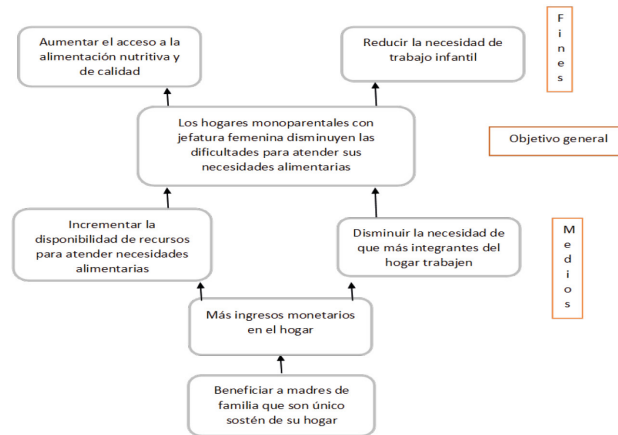 Aumentar el acceso a la
alimentación nutritiva y
de calidad
Reducir la necesidad de
trabajo infantil
F
i
n
e
s
Los hogares monoparentales con
jefatura femenina disminuyen las
dificultades para atender sus
necesidades alimentarias
Objetivo general
Incrementar la
disponibilidad de recursos
para atender necesidades
alimentarias
Disminuir la necesidad de
que más integrantes del
hogar trabajen
M
e
d
i
o
s
Más ingresos monetarios
en el hogar
Beneficiar a madres de
familia que son único
sostén de su hogar